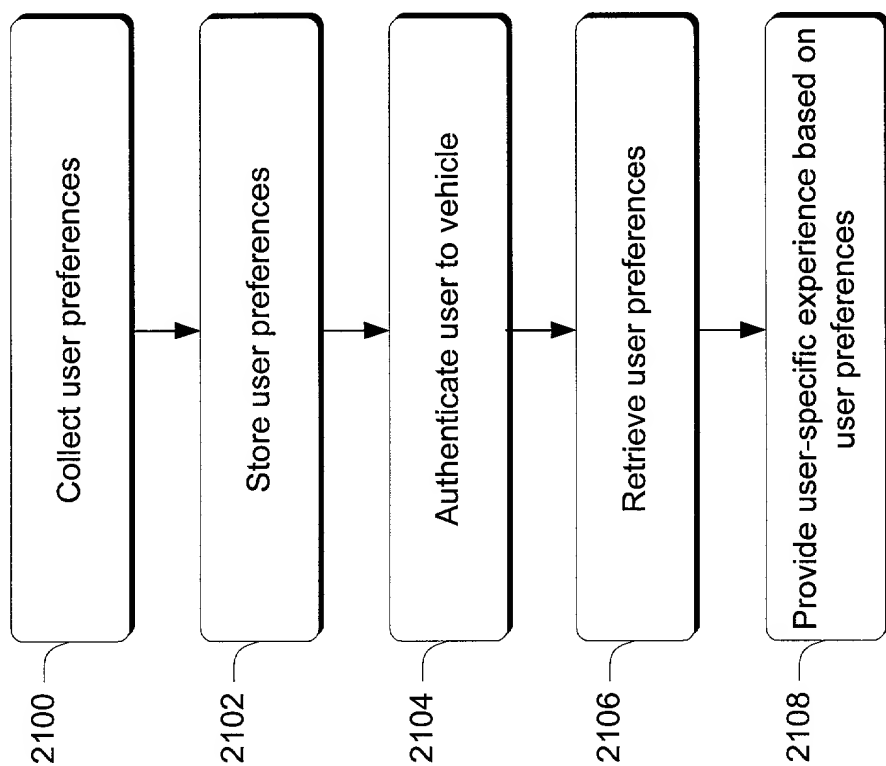 2100
Collect user preferences
2102
Store user preferences
2104
Authenticate user to vehicle
2106
Retrieve user preferences
2108
Provide user-specific experience based on
user preferences